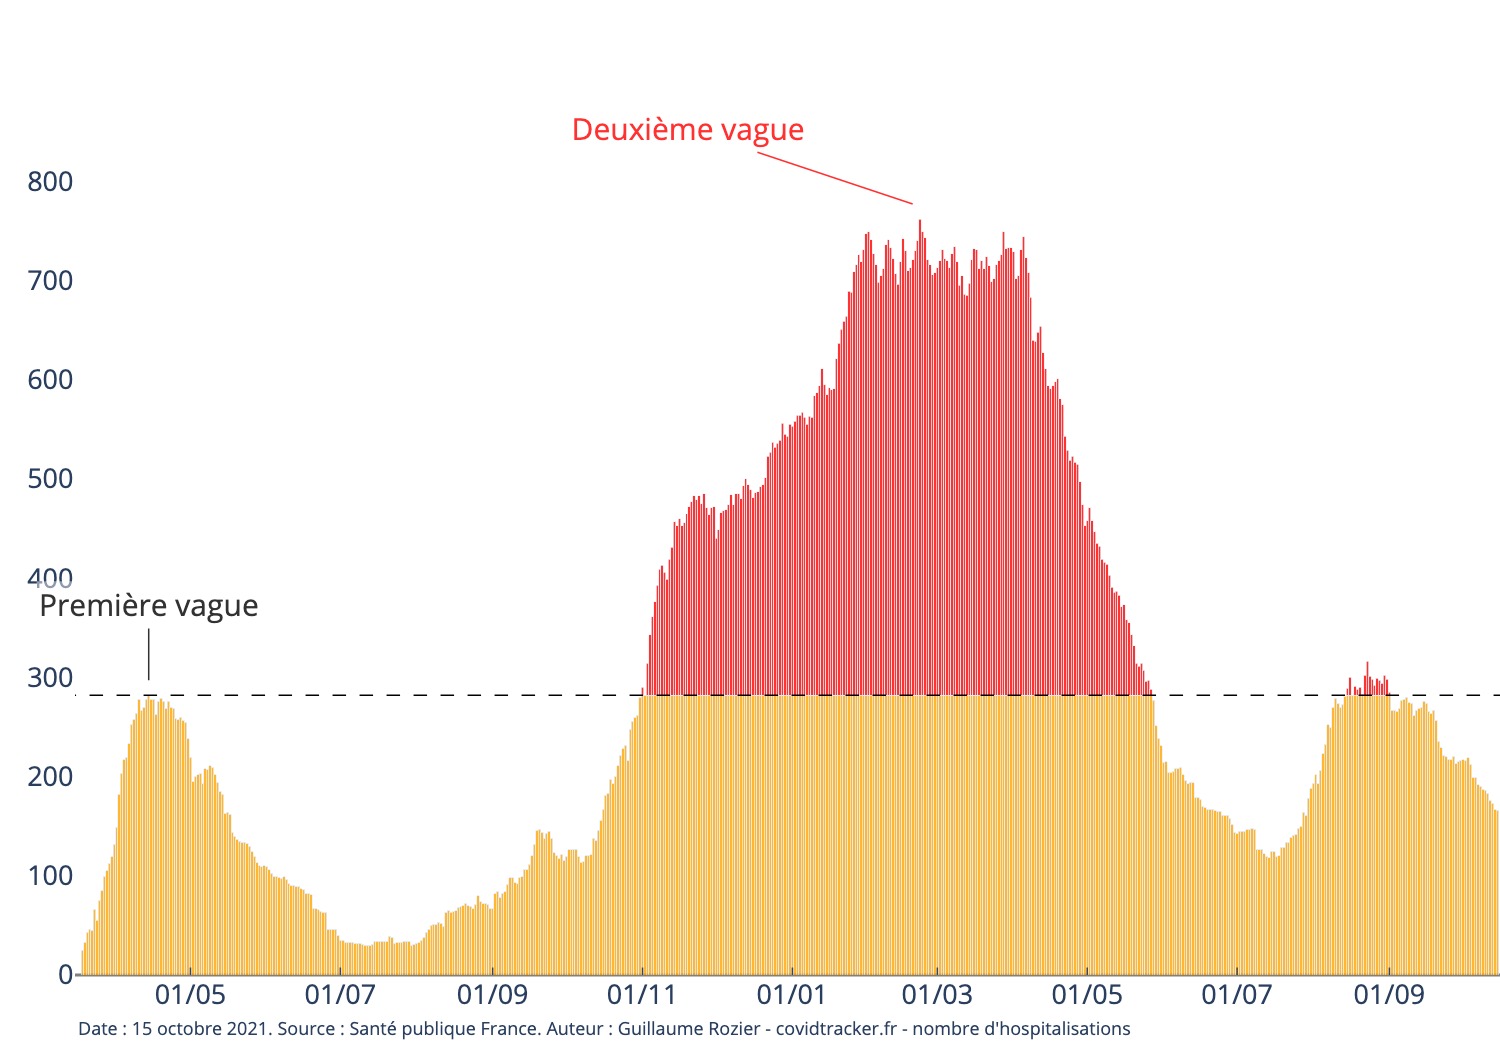 Deuxième vague
800
700
600
500
400
Première vague
300
200
100
0
01/05 01/07 01/09 01/11 01/01 01/03 01/05 01/07 01/09
Date : 15 octobre 2021. Source : Santé publique France. Auteur : Guillaume Rozier - covidtracker.fr - nombre d'hospitalisations